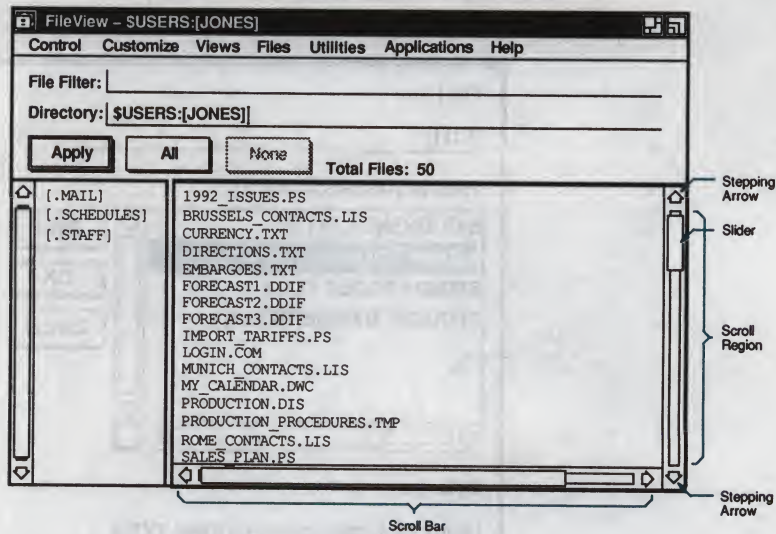 FileView – $USERS:[JONES]
Control Customize Views Files Utilities Applications Help
File Filter:
Directory: $USERS:[JONES]
Apply All None Total Files: 50
[.MAIL]
[.SCHEDULES]
[.STAFF]
1992_ISSUES.PS
BRUSSELS_CONTACTS.LIS
CURRENCY.TXT
DIRECTIONS.TXT
EMBARGOES.TXT
FORECAST1.DDIF
FORECAST2.DDIF
FORECAST3.DDIF
IMPORT_TARIFFS.PS
LOGIN.COM
MUNICH_CONTACTS.LIS
MY_CALENDAR.DWC
PRODUCTION.DIS
PRODUCTION_PROCEDURES.TMP
ROME_CONTACTS.LIS
SALES_PLAN.PS
Stepping
Arrow
Slider
Scroll
Region
Stepping
Arrow
Scroll Bar